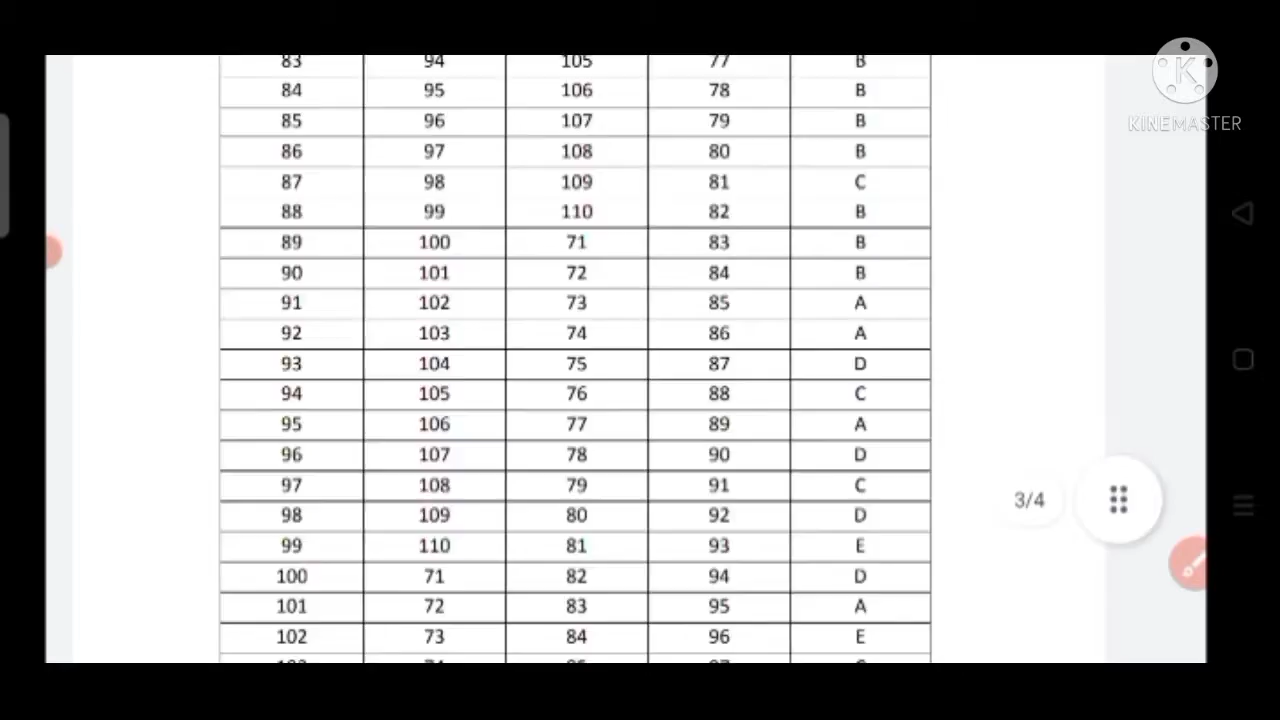 83 94 105 77 B
84 95 106 78 B
85 96 107 79 B
86 97 108 80 B
87 98 109 81 C
88 99 110 82 B
89 100 71 83 B
90 101 72 84 B
91 102 73 85 A
92 103 74 86 A
93 104 75 87 D
94 105 76 88 C
95 106 77 89 A
96 107 78 90 D
97 108 79 91 C
98 109 80 92 D
99 110 81 93 E
100 71 82 94 D
101 72 83 95 A
102 73 84 96 E
K
KINEMASTER
3/4